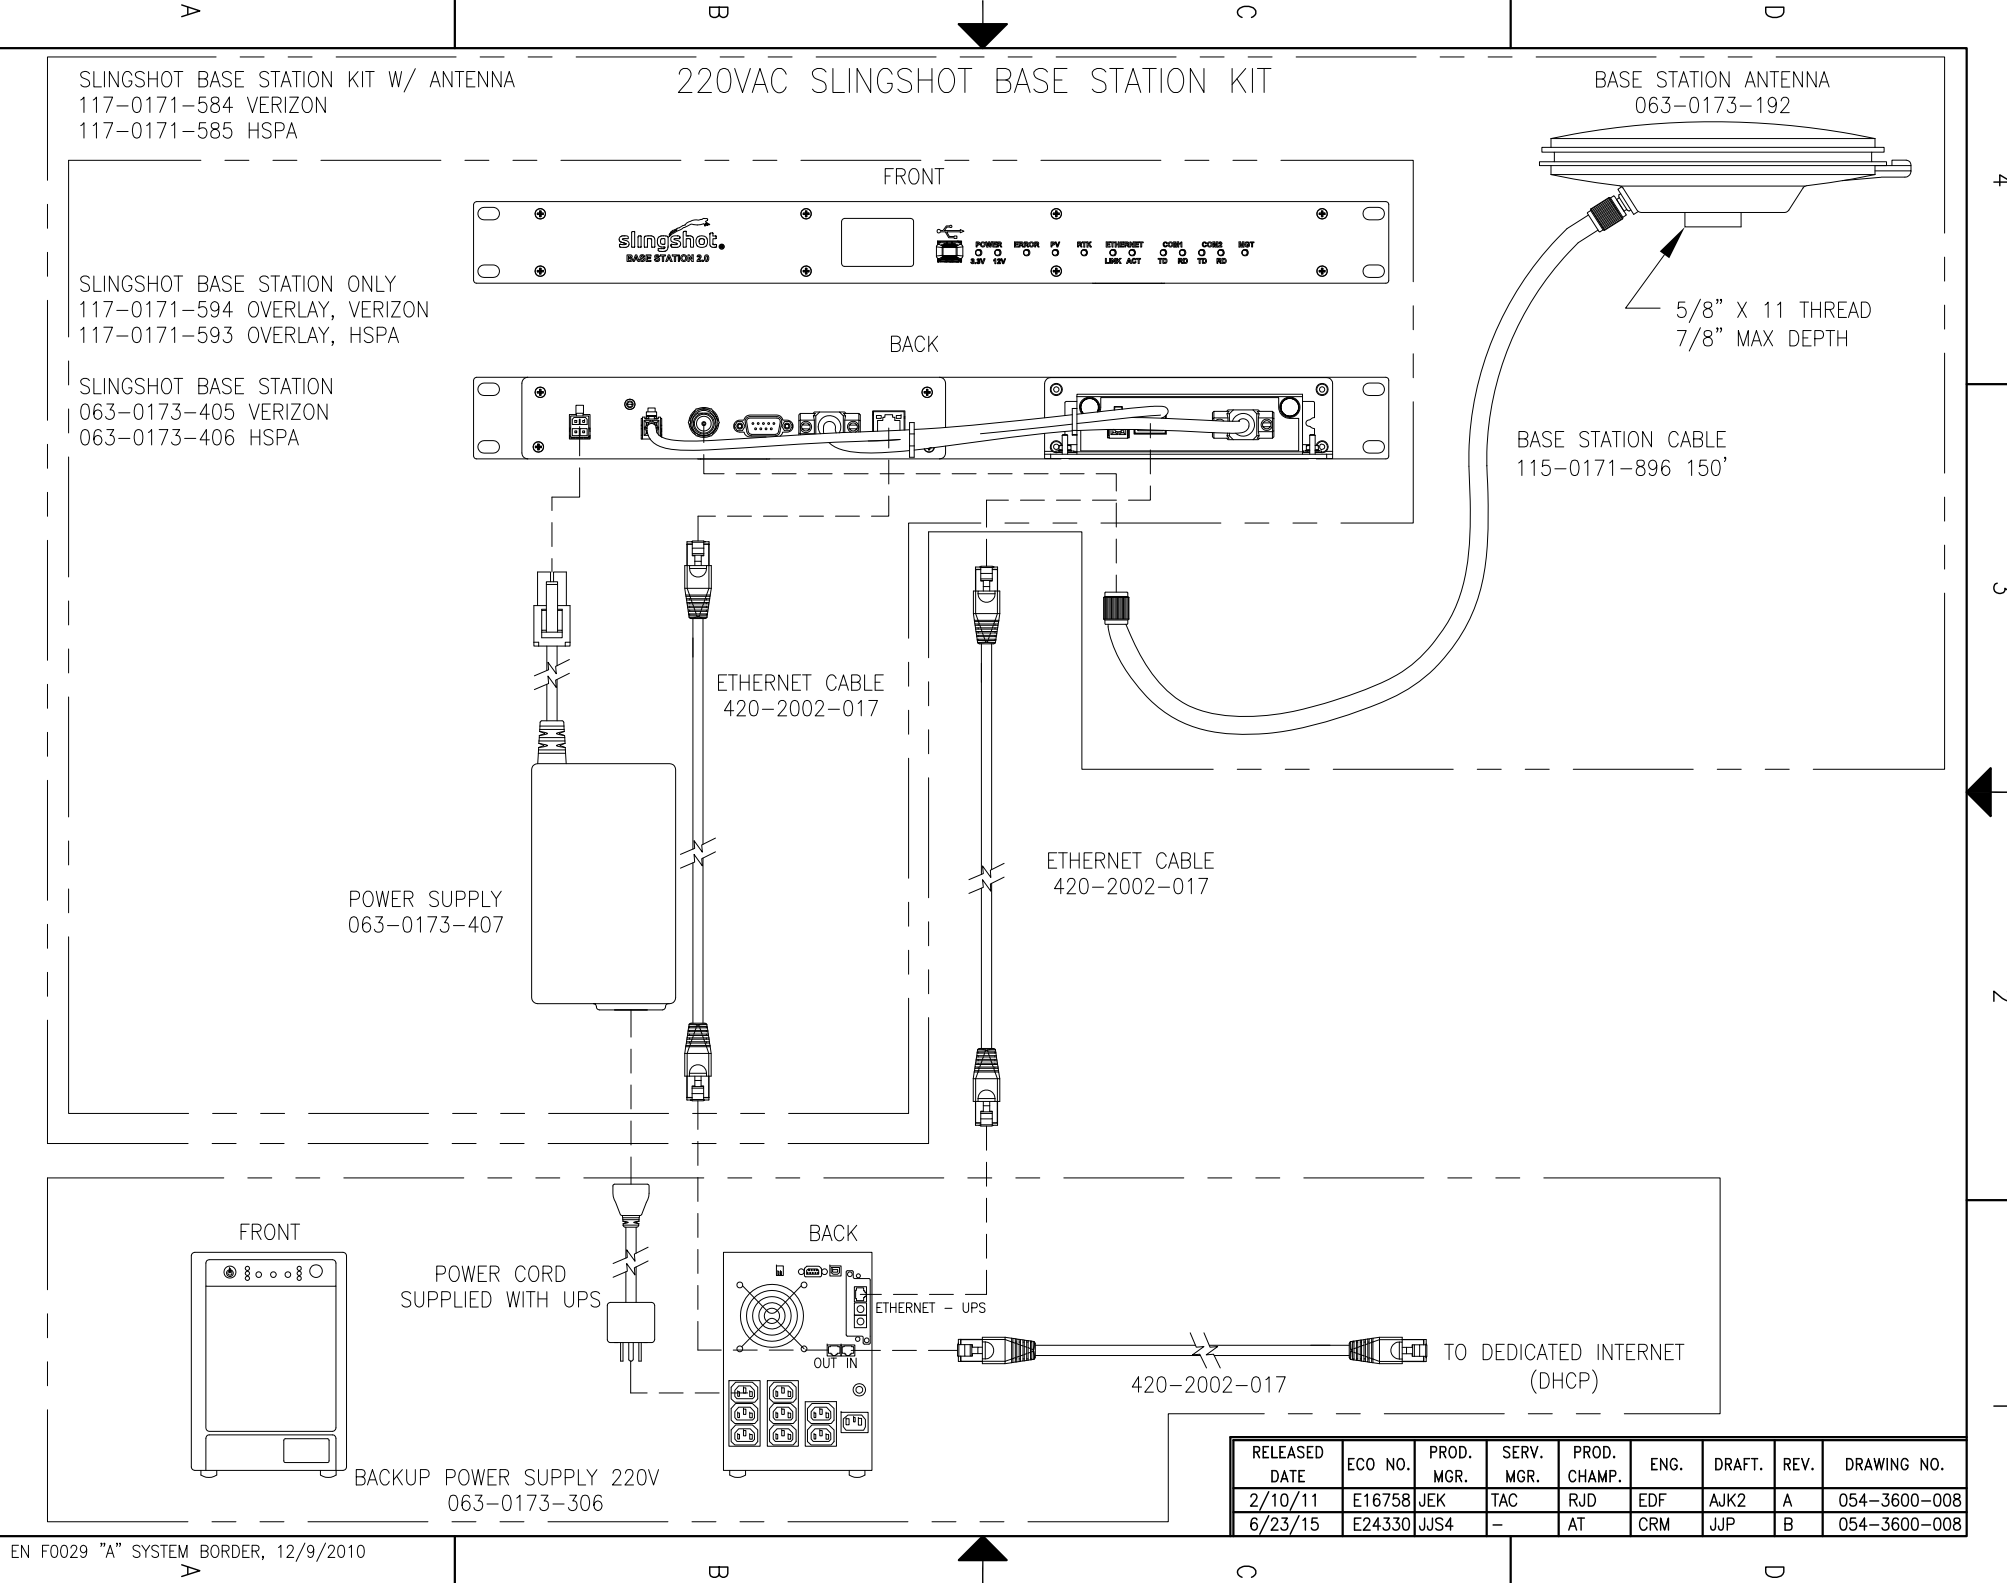 A B C D
220VAC SLINGSHOT BASE STATION KIT
SLINGSHOT BASE STATION KIT W/ ANTENNA
117-0171-584 VERIZON
117-0171-585 HSPA
BASE STATION ANTENNA
063-0173-192
4
FRONT
slingshot®
BASE STATION 2.0
POWER ERROR PV RTK ETHERNET COM1 COM2 MGT
3.3V 12V LINK ACT TD RD TD RD
SLINGSHOT BASE STATION ONLY
117-0171-594 OVERLAY, VERIZON
117-0171-593 OVERLAY, HSPA
5/8" X 11 THREAD
7/8" MAX DEPTH
BACK
SLINGSHOT BASE STATION
063-0173-405 VERIZON
063-0173-406 HSPA
BASE STATION CABLE
115-0171-896 150'
3
ETHERNET CABLE
420-2002-017
ETHERNET CABLE
420-2002-017
POWER SUPPLY
063-0173-407
2
FRONT
BACK
POWER CORD
SUPPLIED WITH UPS
ETHERNET - UPS
OUT IN
TO DEDICATED INTERNET
(DHCP)
420-2002-017
1
BACKUP POWER SUPPLY 220V
063-0173-306
RELEASED DATE ECO NO. PROD. MGR. SERV. MGR. PROD. CHAMP. ENG. DRAFT. REV. DRAWING NO.
2/10/11 E16758 JEK TAC RJD EDF AJK2 A 054-3600-008
6/23/15 E24330 JJS4 - AT CRM JJP B 054-3600-008
EN F0029 "A" SYSTEM BORDER, 12/9/2010
A B C D